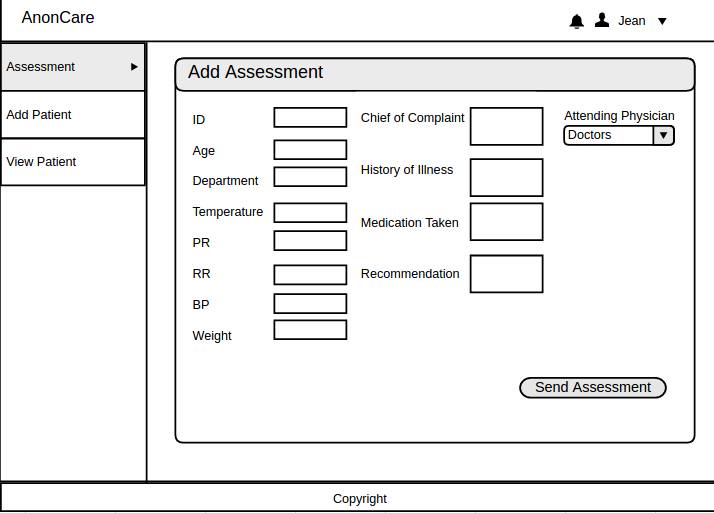 AnonCare
Jean
Assessment
Add Patient
View Patient
Add Assessment
ID
Age
Department
Temperature
PR
RR
BP
Weight
Chief of Complaint
History of Illness
Medication Taken
Recommendation
Attending Physician
Doctors
Send Assessment
Copyright